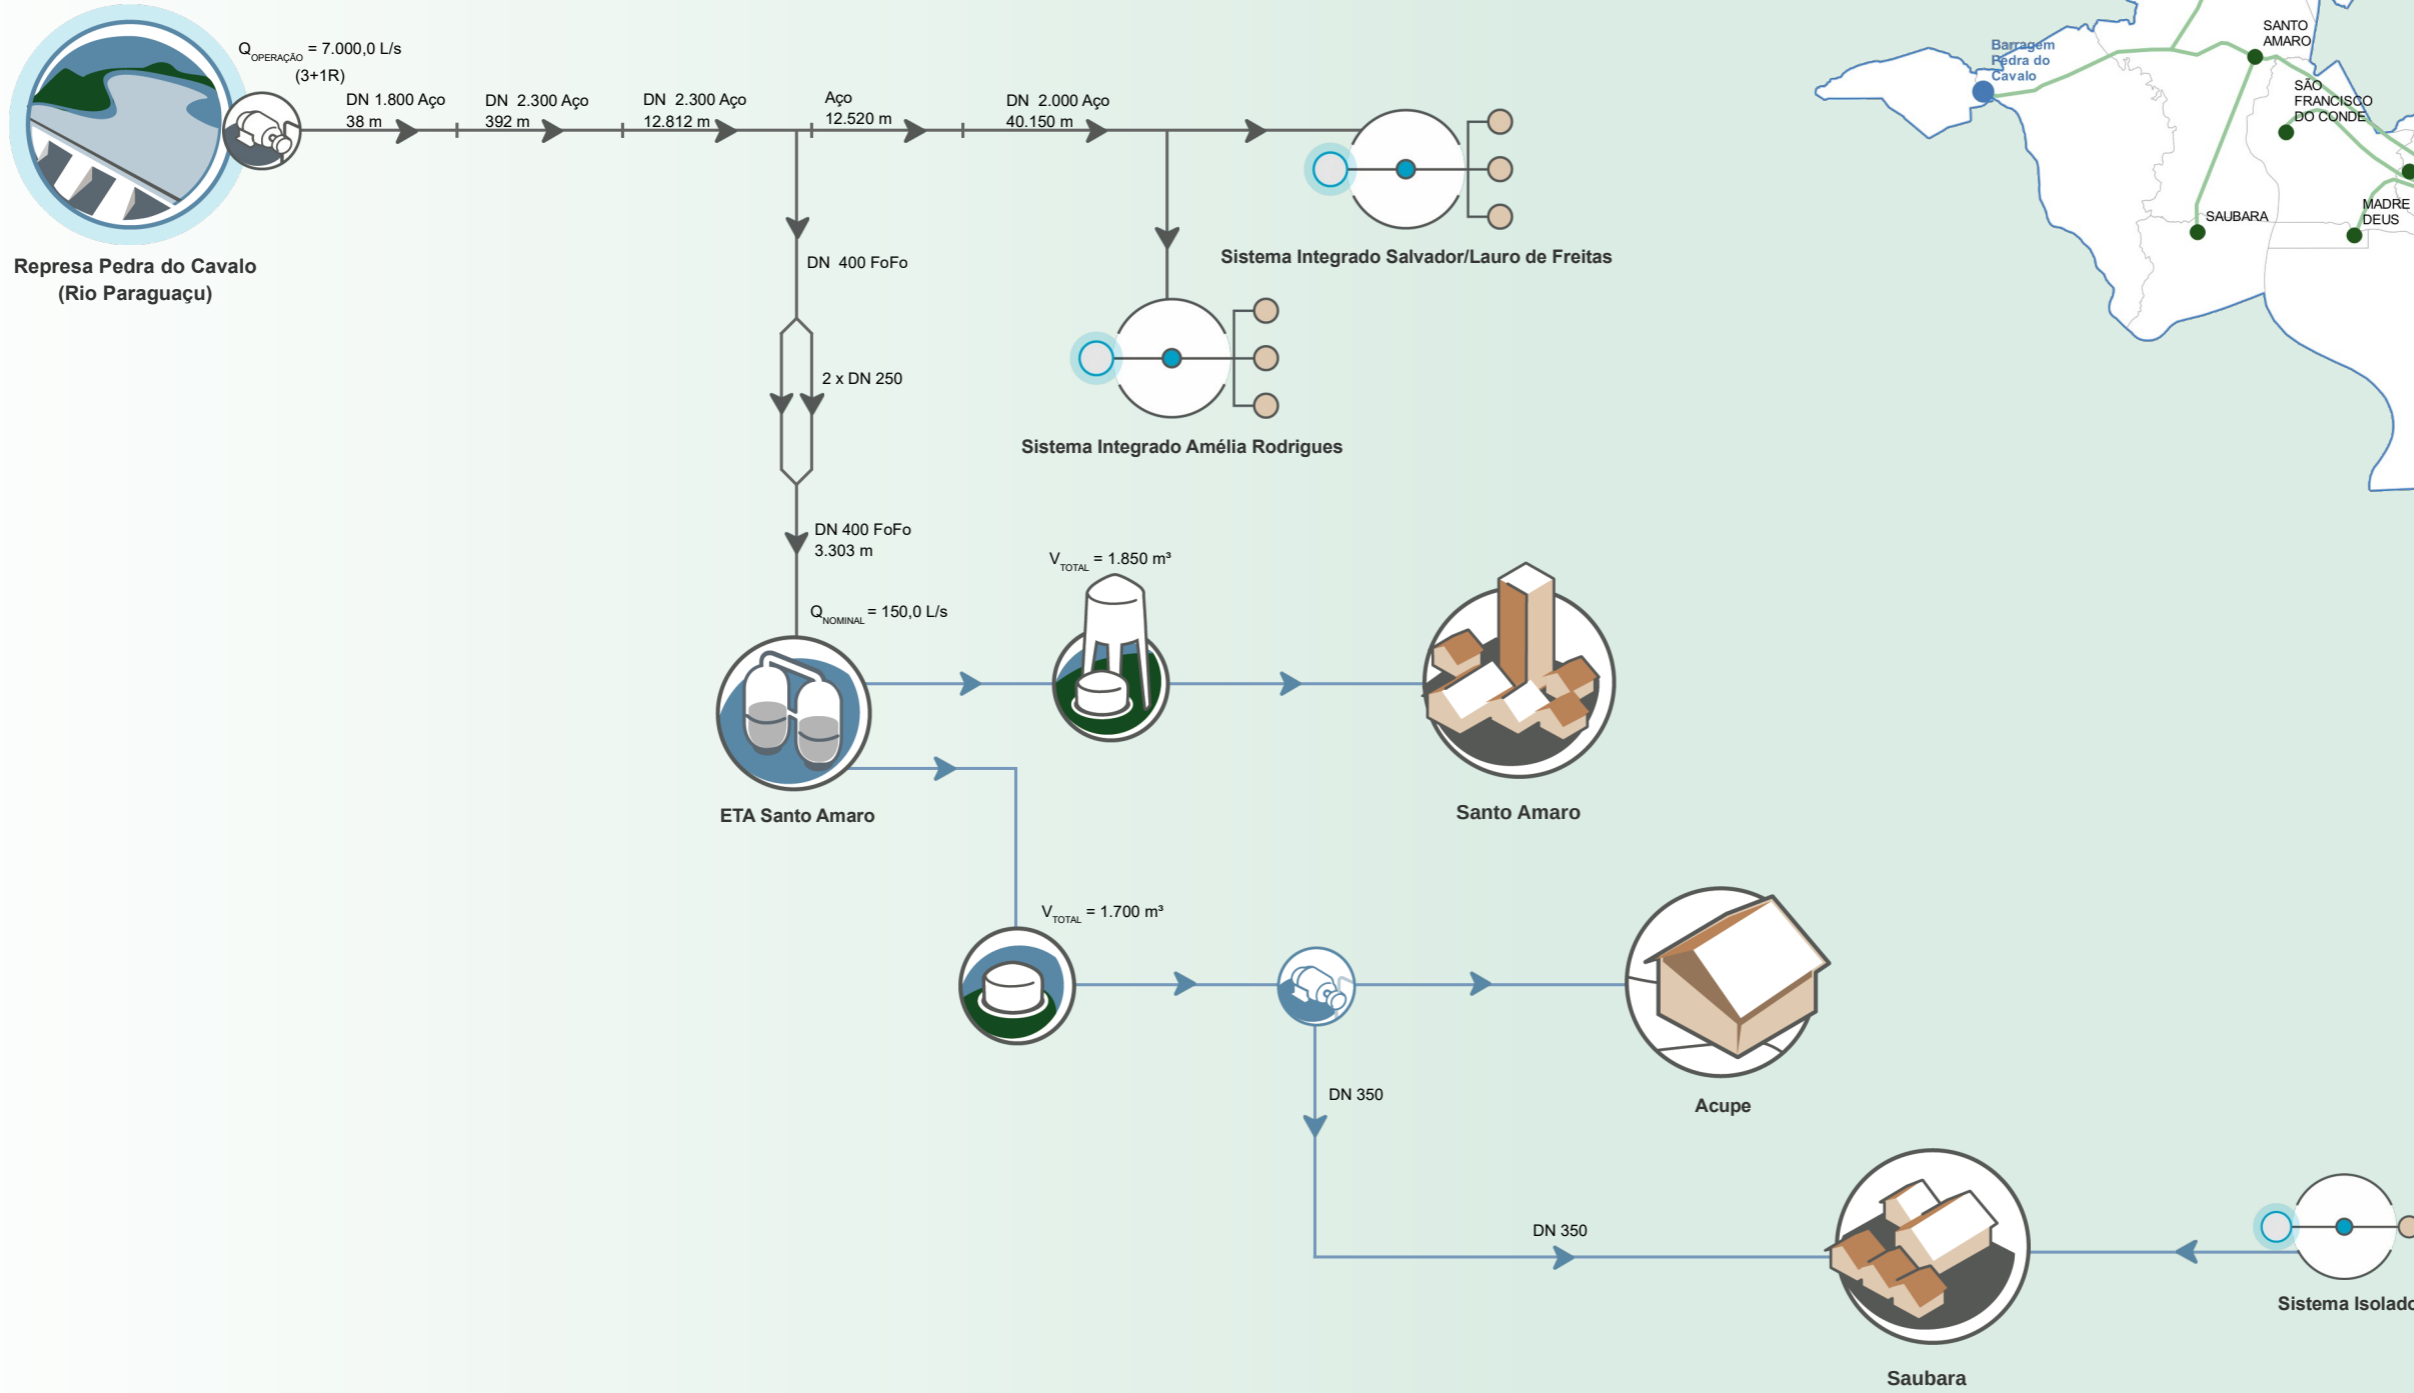 Q OPERAÇÃO = 7.000,0 L/s
(3+1R)
DN 1.800 Aço
38 m
DN 2.300 Aço
392 m
DN 2.300 Aço
12.812 m
Aço
12.520 m
DN 2.000 Aço
40.150 m
Represa Pedra do Cavalo
(Rio Paraguaçu)
Sistema Integrado Salvador/Lauro de Freitas
DN 400 FoFo
2 x DN 250
Sistema Integrado Amélia Rodrigues
DN 400 FoFo
3.303 m
Q NOMINAL = 150,0 L/s
V TOTAL = 1.850 m³
ETA Santo Amaro
Santo Amaro
V TOTAL = 1.700 m³
Acupe
DN 350
DN 350
Saubara
Sistema Isolado
Barragem
Pedra do
Cavalo
SANTO
AMARO
SÃO
FRANCISCO
DO CONDE
SAUBARA
MADRE
DEUS